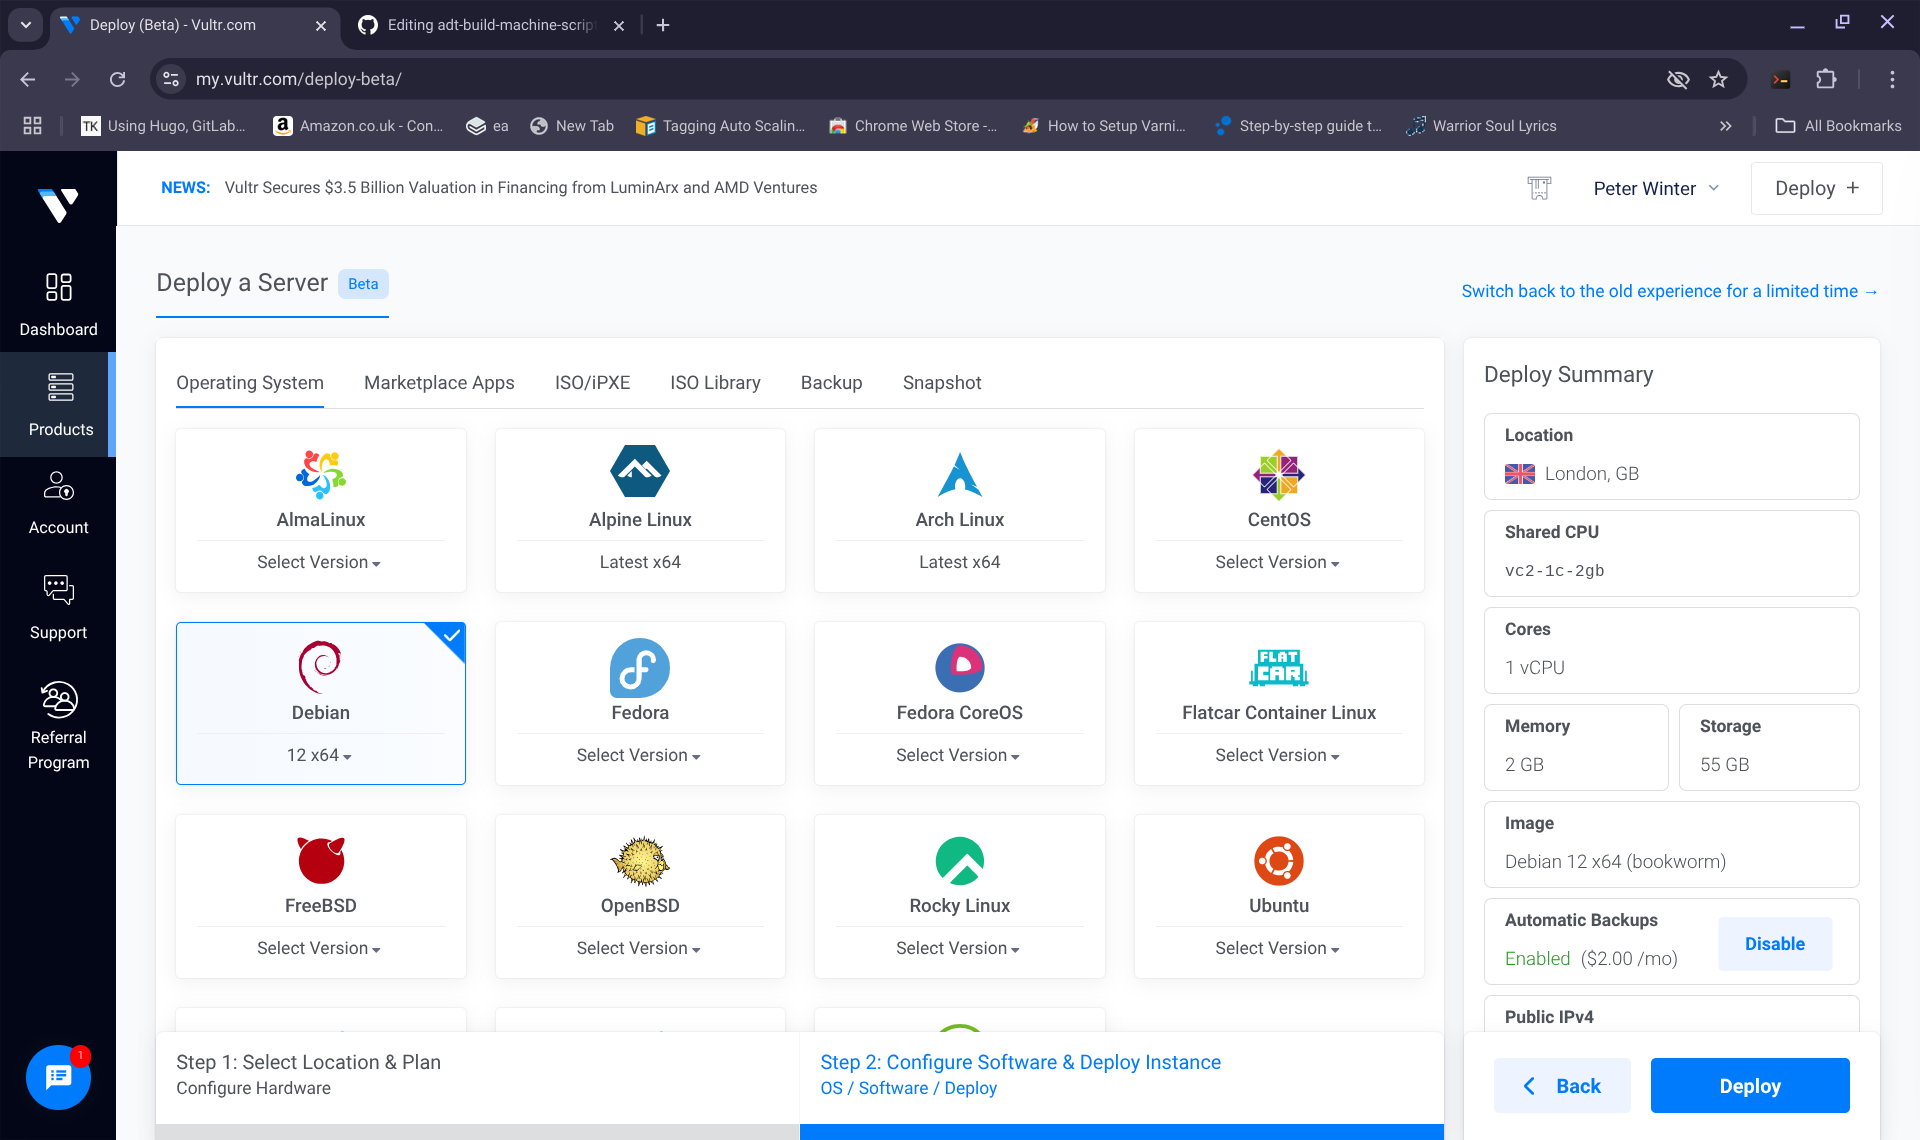 Deploy (Beta) - Vultr.com
Editing adt-build-machine-scrip
my.vultr.com/deploy-beta/
TK Using Hugo, GitLab...
Amazon.co.uk - Con...
ea
New Tab
Tagging Auto Scalin...
Chrome Web Store -...
How to Setup Varni...
Step-by-step guide t...
Warrior Soul Lyrics
All Bookmarks
NEWS: Vultr Secures $3.5 Billion Valuation in Financing from LuminArx and AMD Ventures
Peter Winter
Deploy +
Dashboard
Products
Account
Support
Referral
Program
1
Deploy a Server Beta
Switch back to the old experience for a limited time →
Operating System
Marketplace Apps
ISO/iPXE
ISO Library
Backup
Snapshot
AlmaLinux
Select Version
Alpine Linux
Latest x64
Arch Linux
Latest x64
CentOS
Select Version
Debian
12 x64
Fedora
Select Version
Fedora CoreOS
Select Version
FLAT
CAR
Flatcar Container Linux
Select Version
FreeBSD
Select Version
OpenBSD
Select Version
Rocky Linux
Select Version
Ubuntu
Select Version
Step 1: Select Location & Plan
Configure Hardware
Step 2: Configure Software & Deploy Instance
OS / Software / Deploy
Deploy Summary
Location
London, GB
Shared CPU
vc2-1c-2gb
Cores
1 vCPU
Memory
2 GB
Storage
55 GB
Image
Debian 12 x64 (bookworm)
Automatic Backups
Enabled ($2.00 /mo)
Disable
Public IPv4
Back
Deploy